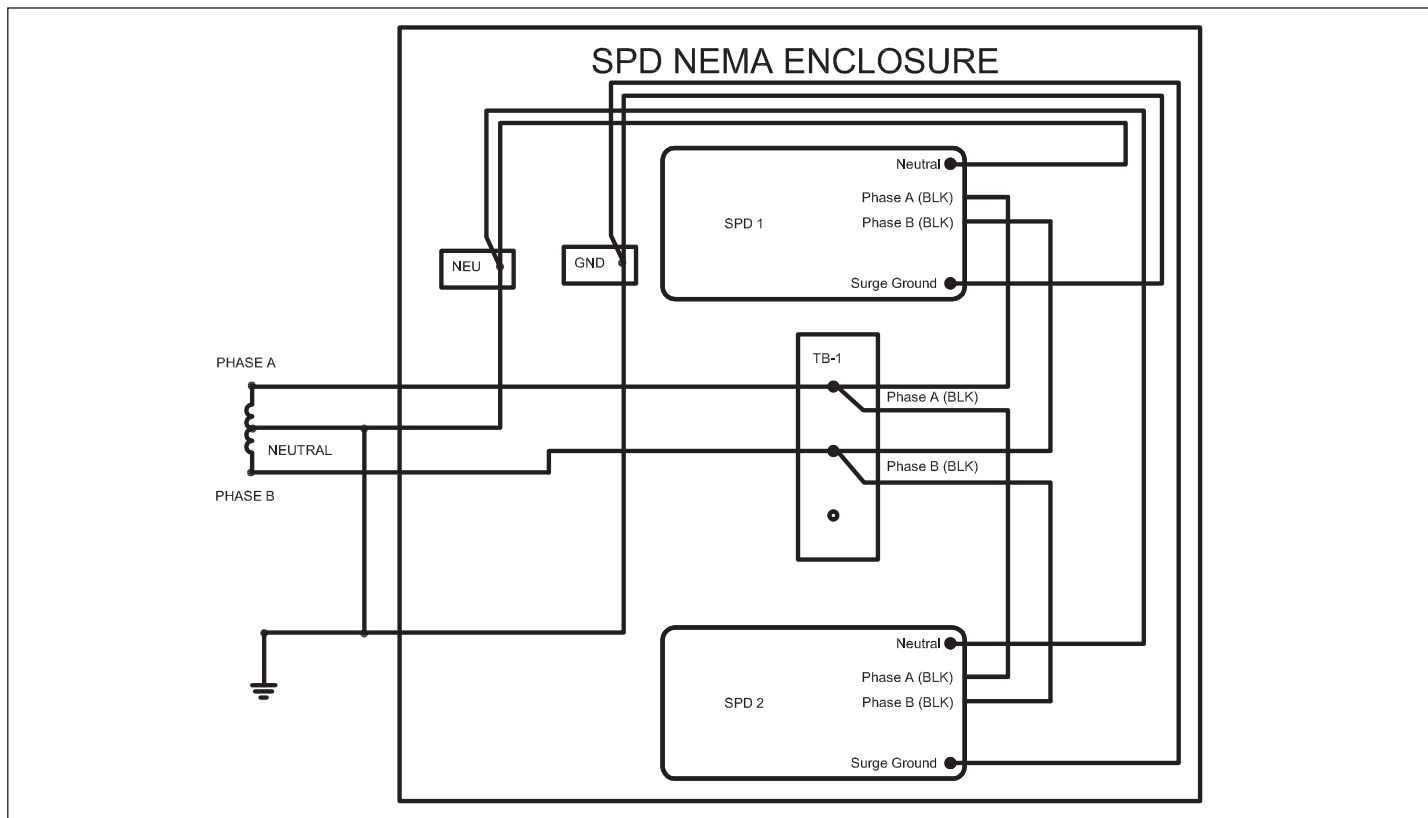 SPD NEMA ENCLOSURE
Neutral
Phase A (BLK)
SPD 1
Phase B (BLK)
NEU
GND
Surge Ground
TB-1
PHASE A
Phase A (BLK)
NEUTRAL
Phase B (BLK)
PHASE B
Neutral
Phase A (BLK)
SPD 2
Phase B (BLK)
Surge Ground